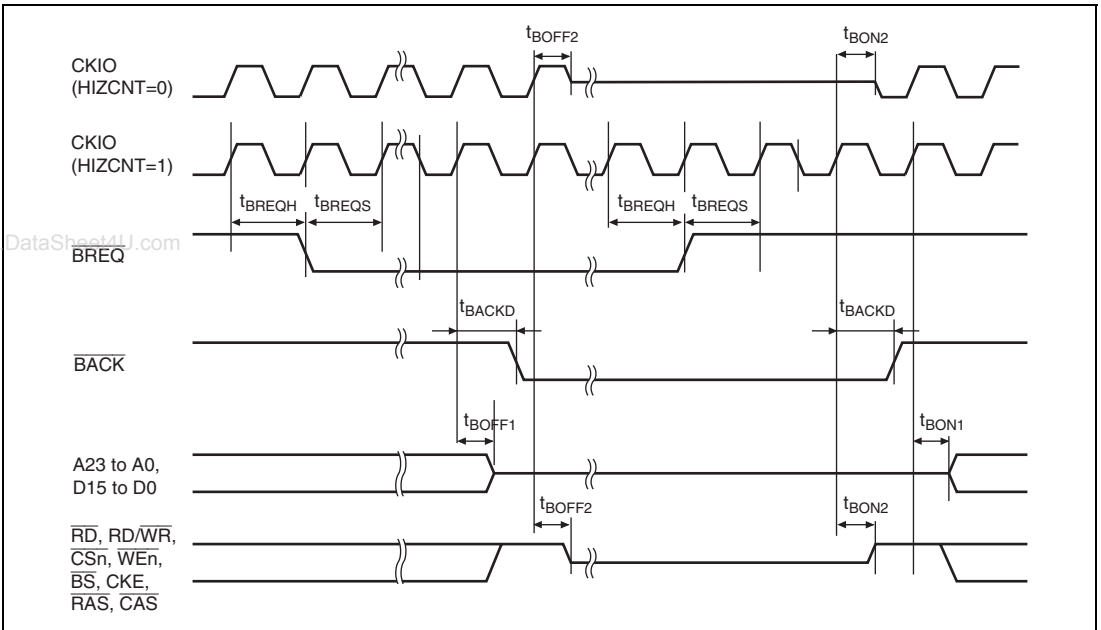 tBOFF2
tBON2
CKIO
(HIZCNT=0)
CKIO
(HIZCNT=1)
tBREQH
tBREQS
tBREQH
tBREQS
DataSheet4U.com
BREQ
tBACKD
tBACKD
BACK
tBOFF1
tBON1
A23 to A0,
D15 to D0
tBOFF2
tBON2
RD, RD/WR,
CSn, WEn,
BS, CKE,
RAS, CAS